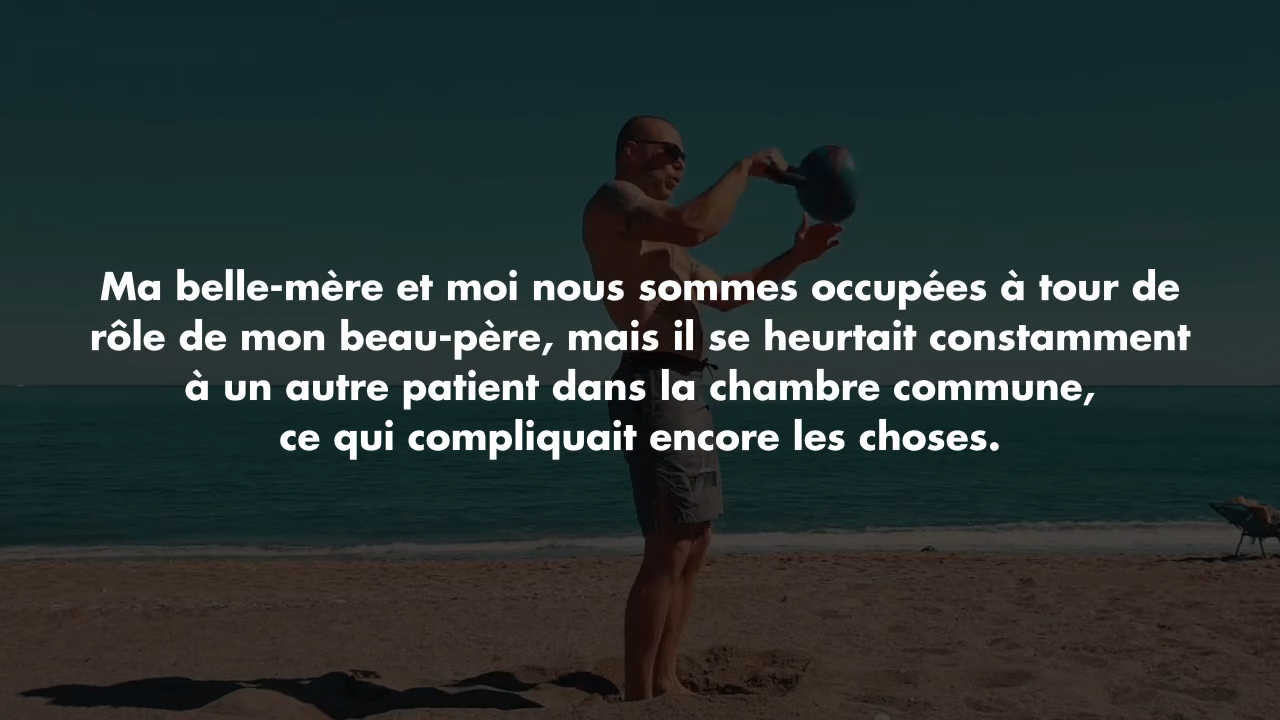 Ma belle-mère et moi nous sommes occupées à tour de
rôle de mon beau-père, mais il se heurtait constamment
à un autre patient dans la chambre commune,
ce qui compliquait encore les choses.